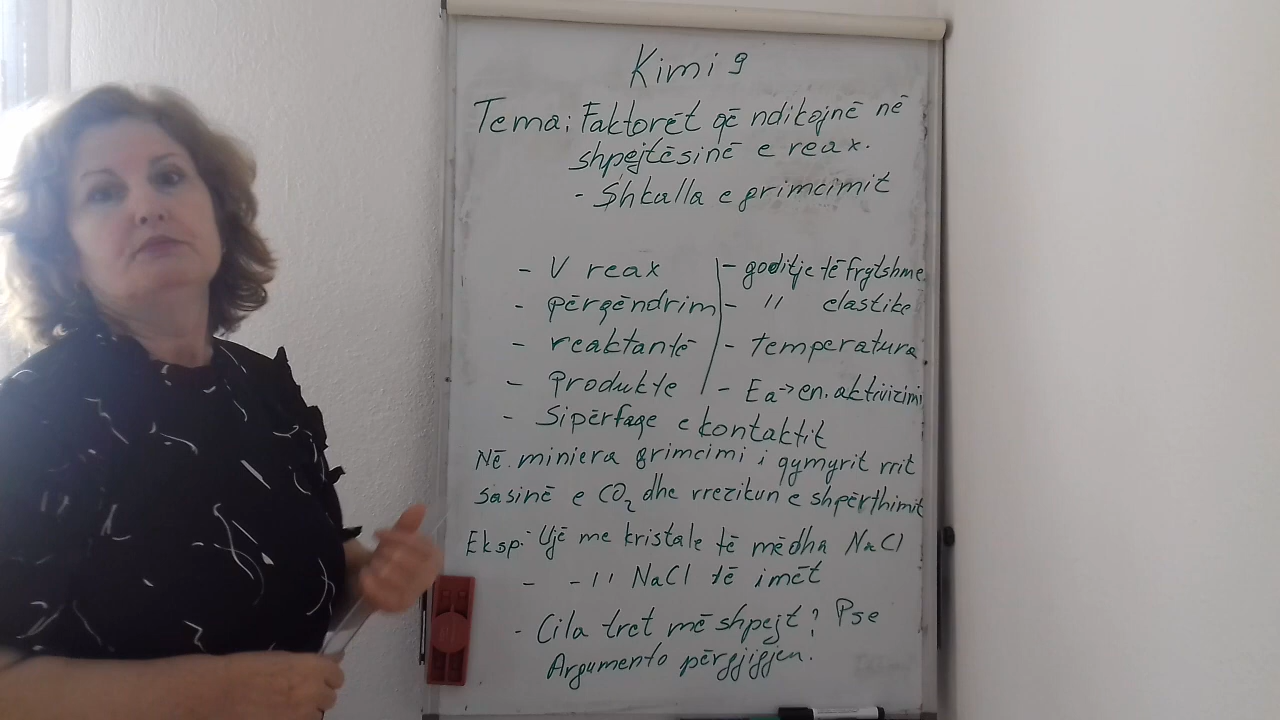 Kimi 9
Tema: Faktorët që ndikojnë në
shpejtësinë e reax.
- Shkalla e grimcimit
- V reax | - goditje të frytshme
- përqëndrim - " elastike
- reaktantë - temperatura
- Produkte - Ea→en. aktivizimi
- Sipërfaqe e kontaktit
Në miniera grimcimi i qymyrit rrit
sasinë e CO₂ dhe rrezikun e shpërthimit
Eksp: Ujë me kristale të mëdha NaCl
- - " NaCl të imët
- Cila tret më shpejt? Pse
Argumento përgjigjen.